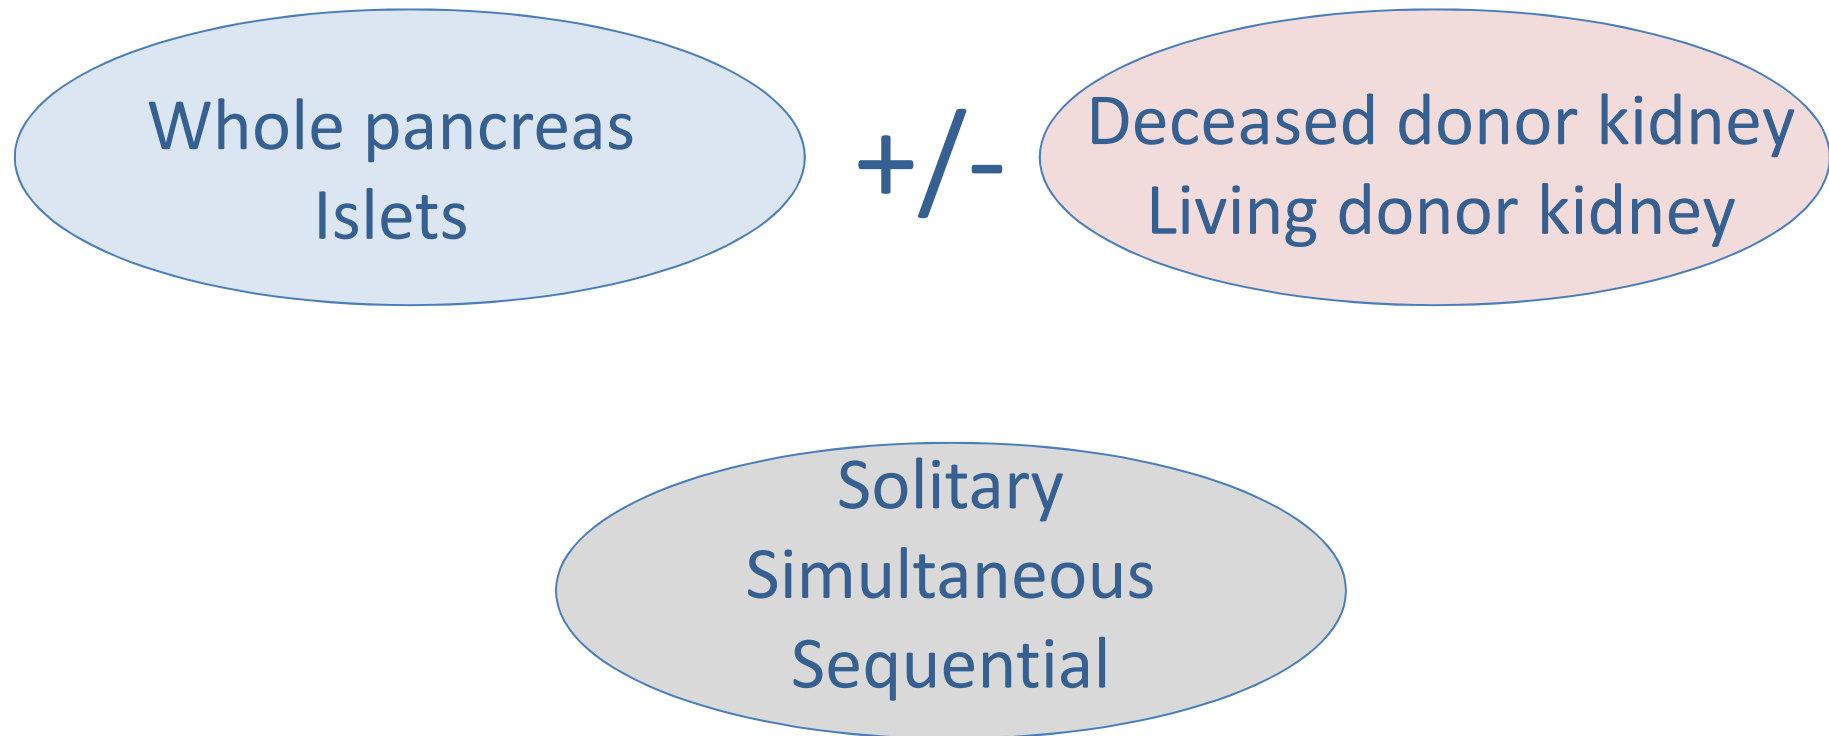 Whole pancreas
Islets
+/-
Deceased donor kidney
Living donor kidney
Solitary
Simultaneous
Sequential